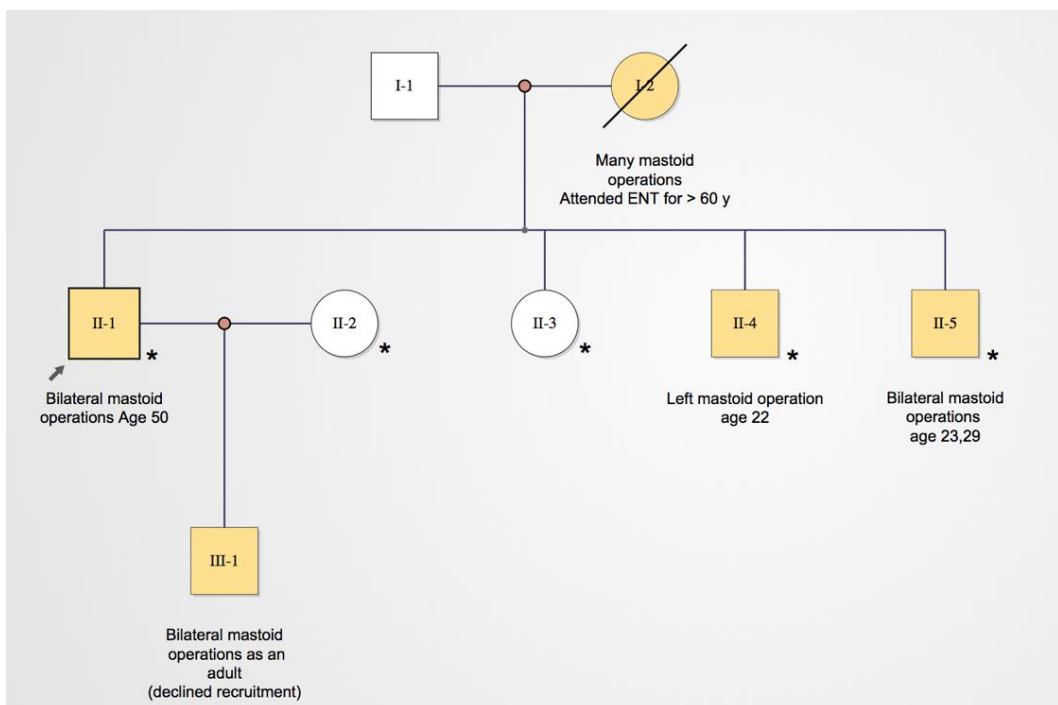 I-1
I-2
Many mastoid
operations
Attended ENT for > 60 y
II-1
*
II-2
*
II-3
*
II-4
*
II-5
*
Bilateral mastoid
operations Age 50
Left mastoid operation
age 22
Bilateral mastoid
operations
age 23,29
III-1
Bilateral mastoid
operations as an
adult
(declined recruitment)